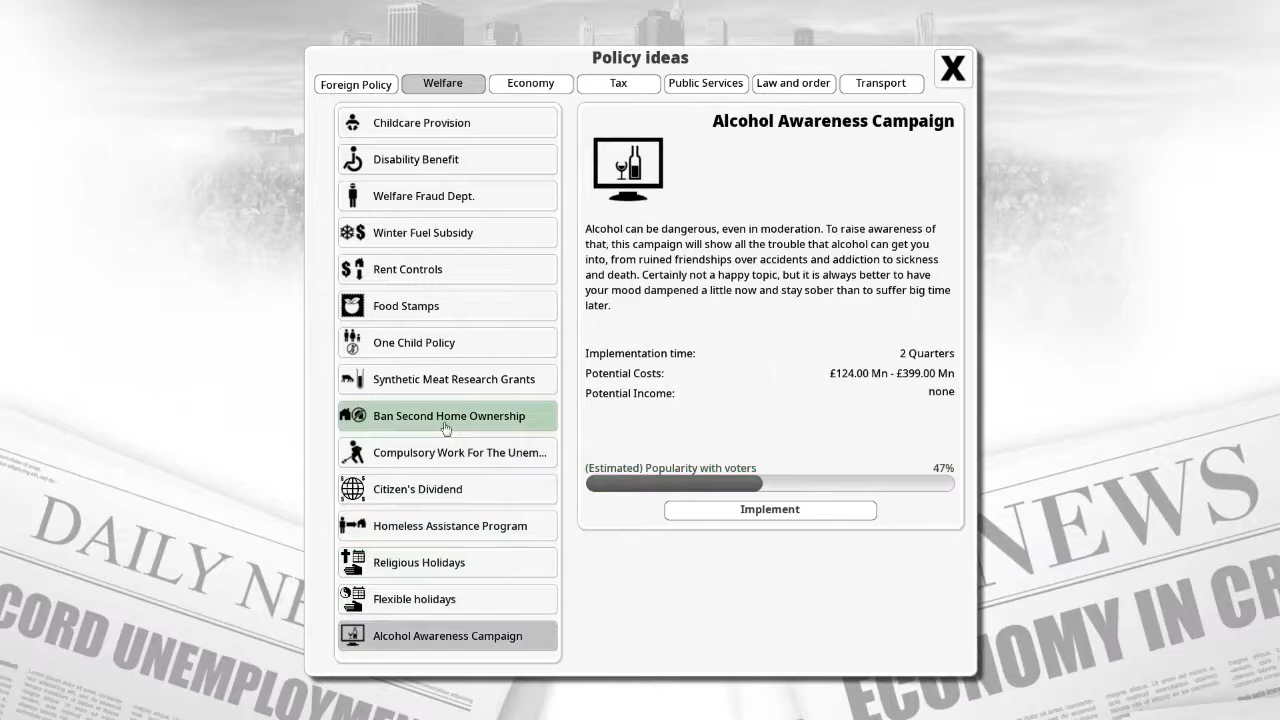 Policy ideas
X
Foreign Policy
Welfare
Economy
Tax
Public Services
Law and order
Transport
Childcare Provision
Disability Benefit
Welfare Fraud Dept.
Winter Fuel Subsidy
Rent Controls
Food Stamps
One Child Policy
Synthetic Meat Research Grants
Ban Second Home Ownership
Compulsory Work For The Unem...
Citizen's Dividend
Homeless Assistance Program
Religious Holidays
Flexible holidays
Alcohol Awareness Campaign
Alcohol Awareness Campaign
Alcohol can be dangerous, even in moderation. To raise awareness of
that, this campaign will show all the trouble that alcohol can get you
into, from ruined friendships over accidents and addiction to sickness
and death. Certainly not a happy topic, but it is always better to have
your mood dampened a little now and stay sober than to suffer big time
later.
Implementation time: 2 Quarters
Potential Costs: £124.00 Mn - £399.00 Mn
Potential Income: none
(Estimated) Popularity with voters 47%
Implement
DAILY NE
CORD UNEMPLOYM
NEWS
ECONOMY IN CR